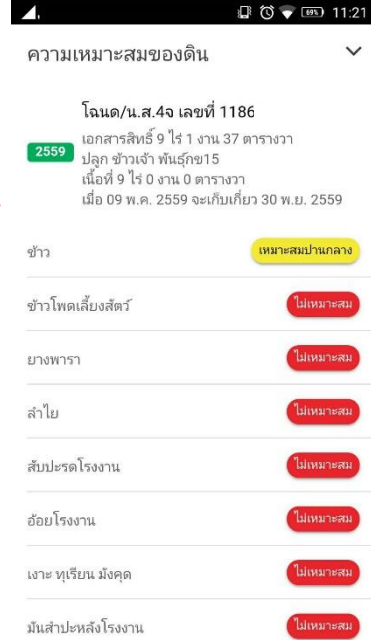 69% 11:21
ความเหมาะสมของดิน
โฉนด/น.ส.4จ เลขที่ 1186
เอกสารสิทธิ์ 9 ไร่ 1 งาน 37 ตารางวา
2559
ปลูก ข้าวเจ้า พันธุ์กข15
เนื้อที่ 9 ไร่ 0 งาน 0 ตารางวา
เมื่อ 09 พ.ค. 2559 จะเก็บเกี่ยว 30 พ.ย. 2559
ข้าว เหมาะสมปานกลาง
ข้าวโพดเลี้ยงสัตว์ ไม่เหมาะสม
ยางพารา ไม่เหมาะสม
ลำไย ไม่เหมาะสม
สับปะรดโรงงาน ไม่เหมาะสม
อ้อยโรงงาน ไม่เหมาะสม
เงาะ ทุเรียน มังคุด ไม่เหมาะสม
มันสำปะหลังโรงงาน ไม่เหมาะสม